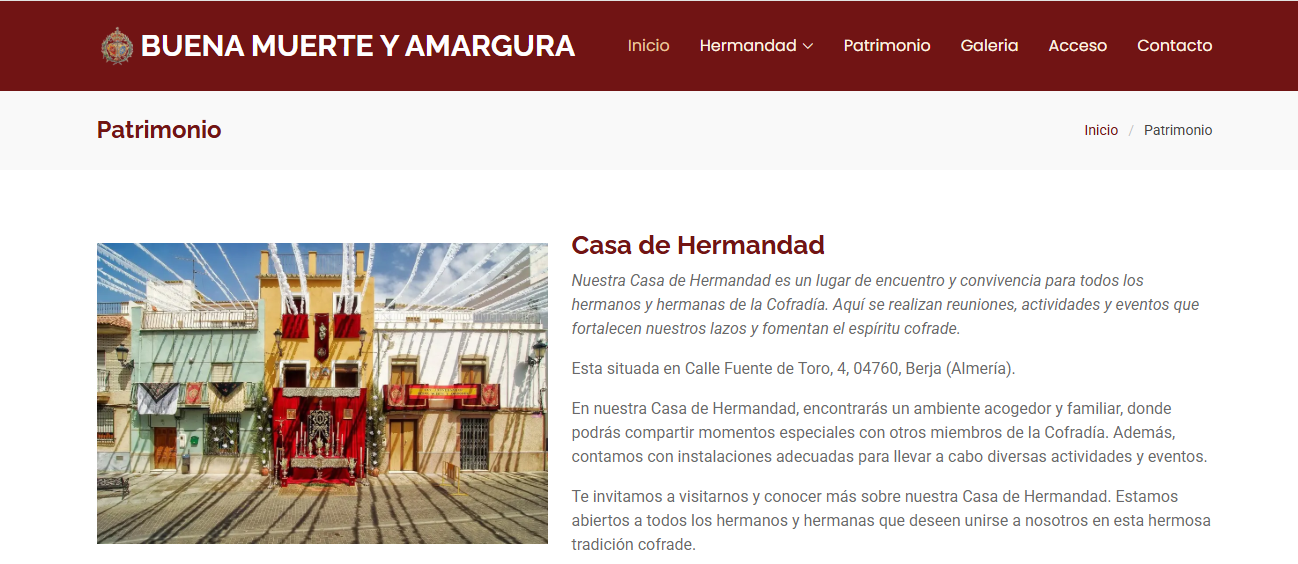 BUENA MUERTE Y AMARGURA
Inicio
Hermandad
Patrimonio
Galeria
Acceso
Contacto
Patrimonio
Inicio / Patrimonio
Casa de Hermandad
Nuestra Casa de Hermandad es un lugar de encuentro y convivencia para todos los
hermanos y hermanas de la Cofradía. Aquí se realizan reuniones, actividades y eventos que
fortalecen nuestros lazos y fomentan el espíritu cofrade.
Esta situada en Calle Fuente de Toro, 4, 04760, Berja (Almería).
En nuestra Casa de Hermandad, encontrarás un ambiente acogedor y familiar, donde
podrás compartir momentos especiales con otros miembros de la Cofradía. Además,
contamos con instalaciones adecuadas para llevar a cabo diversas actividades y eventos.
Te invitamos a visitarnos y conocer más sobre nuestra Casa de Hermandad. Estamos
abiertos a todos los hermanos y hermanas que deseen unirse a nosotros en esta hermosa
tradición cofrade.